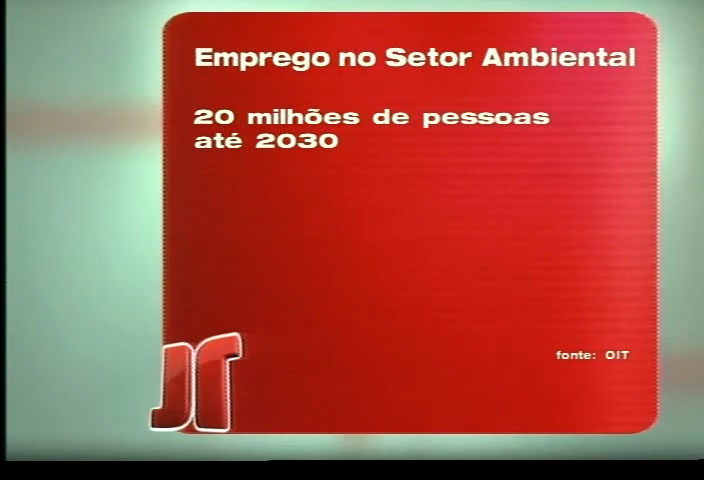 Emprego no Setor Ambiental
20 milhões de pessoas
até 2030
fonte: OIT
JT